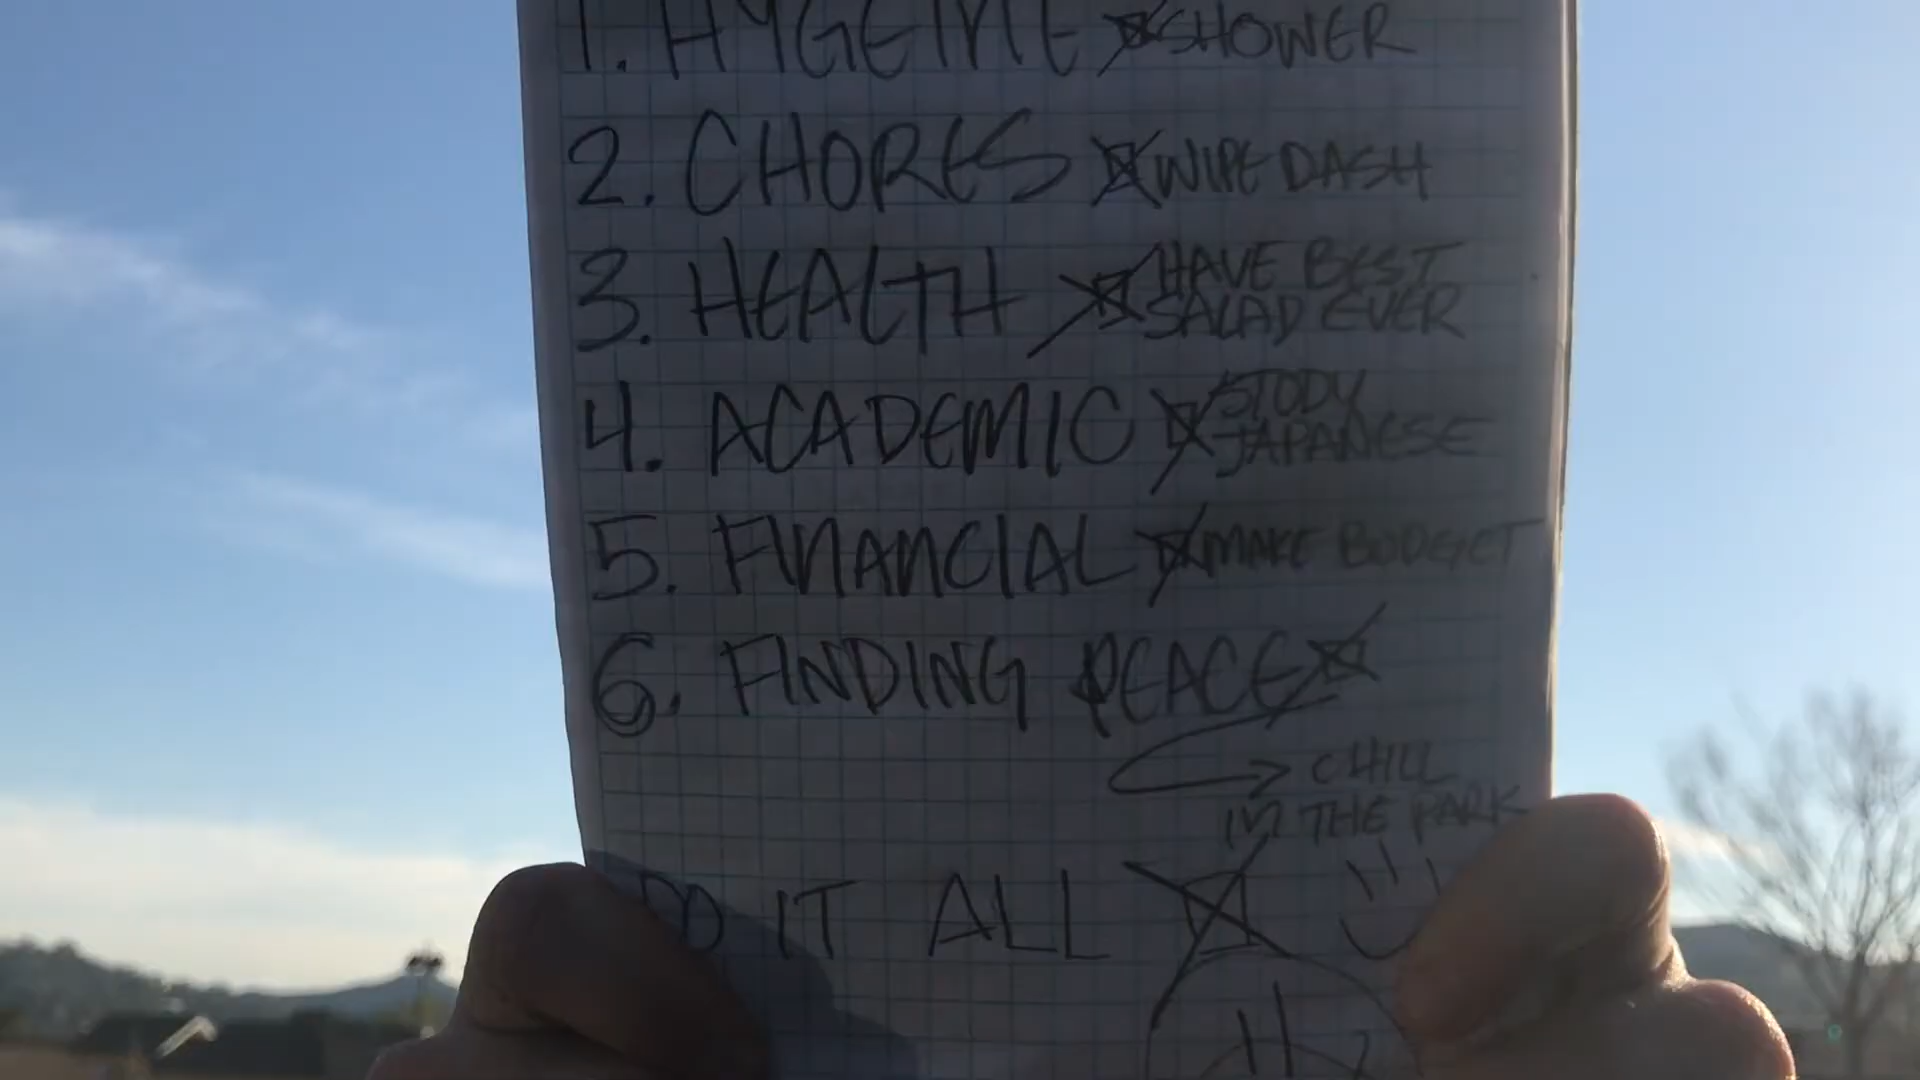 1. HYGEINE SHOWER
2. CHORES WIPE DASH
3. HEALTH HAVE BEST
SALAD EVER
4. ACADEMIC STUDY
JAPANESE
5. FINANCIAL MAKE BUDGET
6. FINDING PEACE
CHILL
IN THE PARK
DO IT ALL